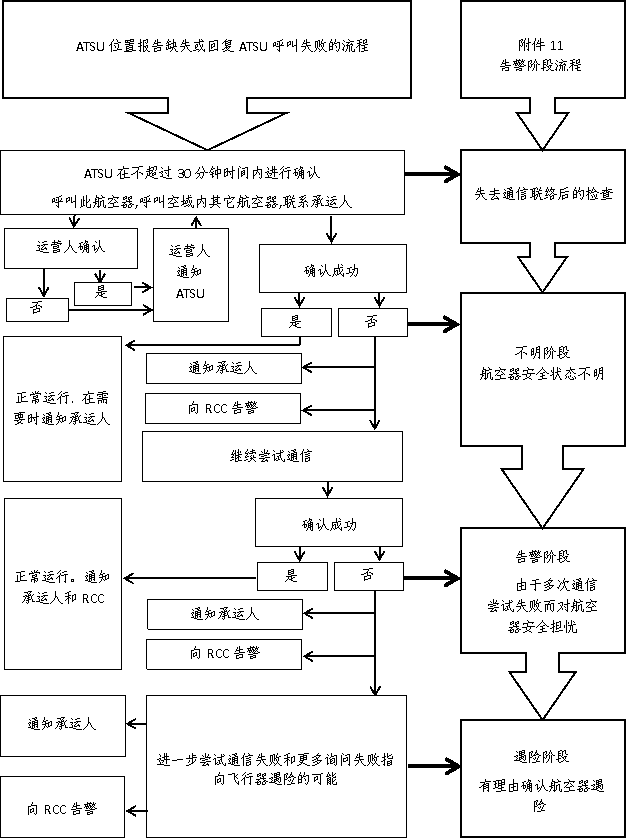 ATSU 位置报告缺失或回复 ATSU 呼叫失败的流程
附件 11
告警阶段流程
ATSU 在不超过 30 分钟时间内进行确认
呼叫此航空器,呼叫空域内其它航空器,联系承运人
失去通信联络后的检查
运营人确认
是
否
运营人
通知
ATSU
确认成功
是
否
不明阶段
航空器安全状态不明
正常运行. 在需
要时通知承运人
通知承运人
向 RCC 告警
继续尝试通信
确认成功
是
否
告警阶段
由于多次通信
尝试失败而对航空
器安全担忧
正常运行。通知
承运人和 RCC
通知承运人
向 RCC 告警
进一步尝试通信失败和更多询问失败指
向飞行器遇险的可能
通知承运人
向 RCC 告警
遇险阶段
有理由确认航空器遇
险